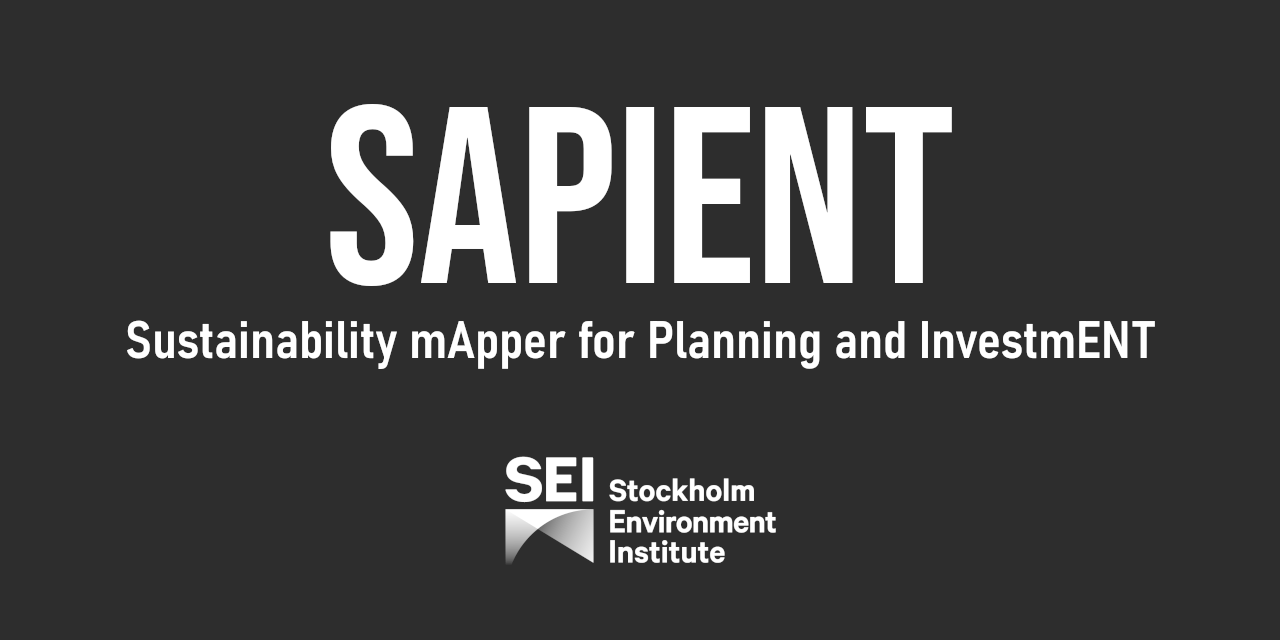 SAPIENT
Sustainability mApper for Planning and InvestmENT
SEI
Stockholm
Environment
Institute